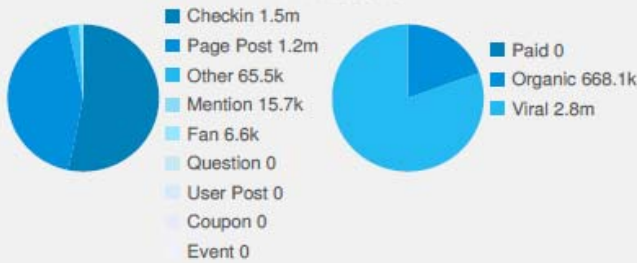 Checkin 1.5m
Page Post 1.2m
Other 65.5k
Mention 15.7k
Fan 6.6k
Question 0
User Post 0
Coupon 0
Event 0
Paid 0
Organic 668.1k
Viral 2.8m